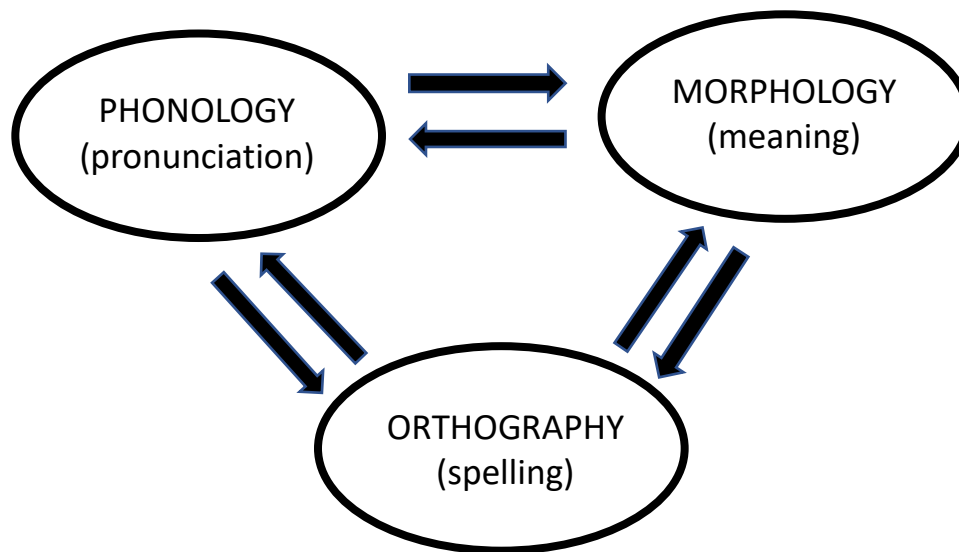 PHONOLOGY
(pronunciation)
MORPHOLOGY
(meaning)
ORTHOGRAPHY
(spelling)